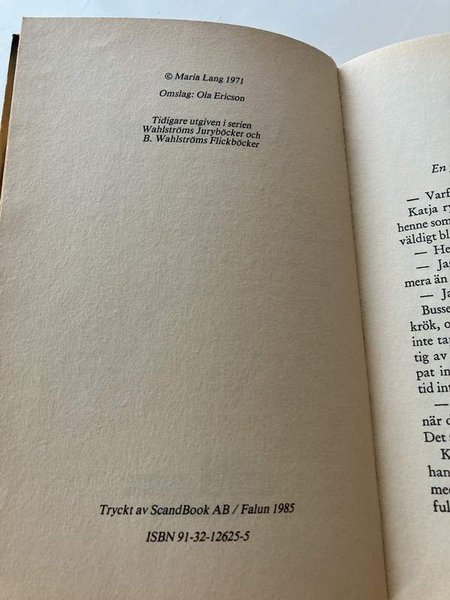 © Maria Lang 1971
Omslag: Ola Ericson
Tidigare utgiven i serien
Wahlströms Juryböcker och
B. Wahlströms Flickböcker
Tryckt av ScandBook AB / Falun 1985
ISBN 91-32-12625-5
En
— Varf
Katja r
henne som
väldigt bl
— He
— Ja
mera än
— Ja
Busse
krök, o
inte ta
tig av
pat in
tid int
—
när d
Det
K
han
med
ful